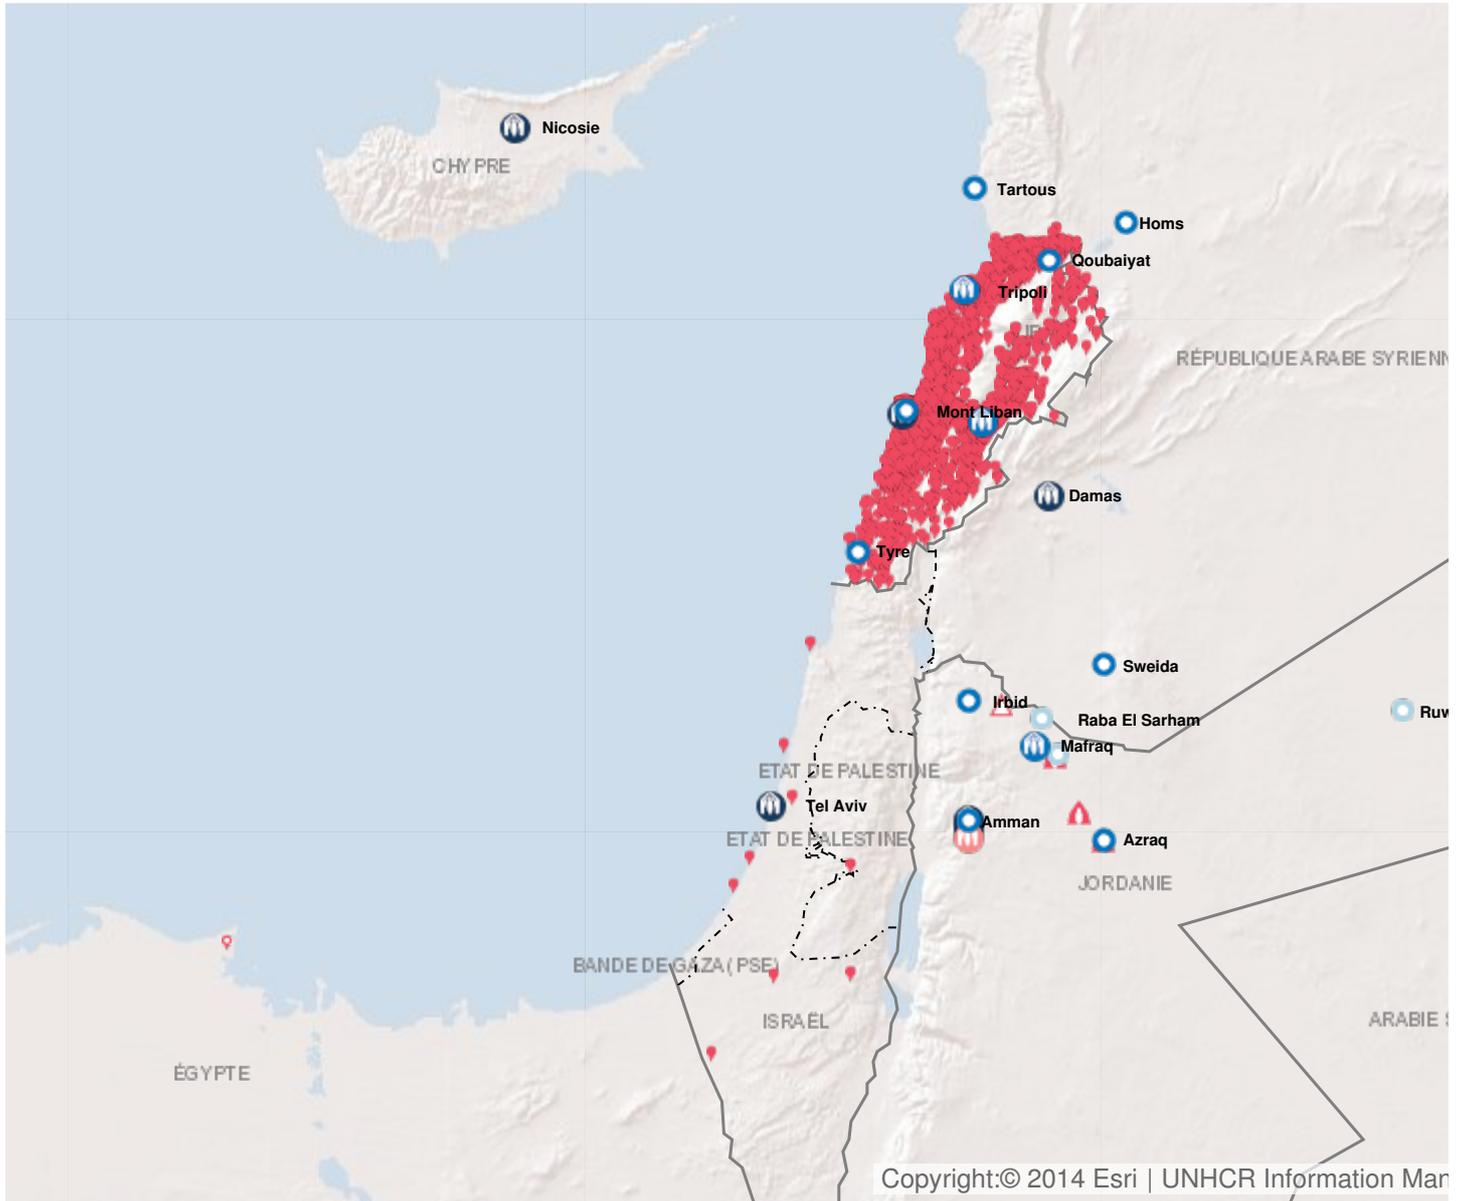 Nicosie
CHYPRE
Tartous
Homs
Qoubaiyat
Tripoli
RÉPUBLIQUE ARABE SYRIENN
Mont Liban
Damas
Tyre
Sweida
Irbid
Raba El Sarham
Ruw
Mafraq
ETAT DE PALESTINE
Tel Aviv
Amman
ETAT DE PALESTINE
Azraq
JORDANIE
BANDE DE GAZA ( PSE)
ISRAËL
ARABIE
ÉGYPTE
Copyright:© 2014 Esri | UNHCR Information Man